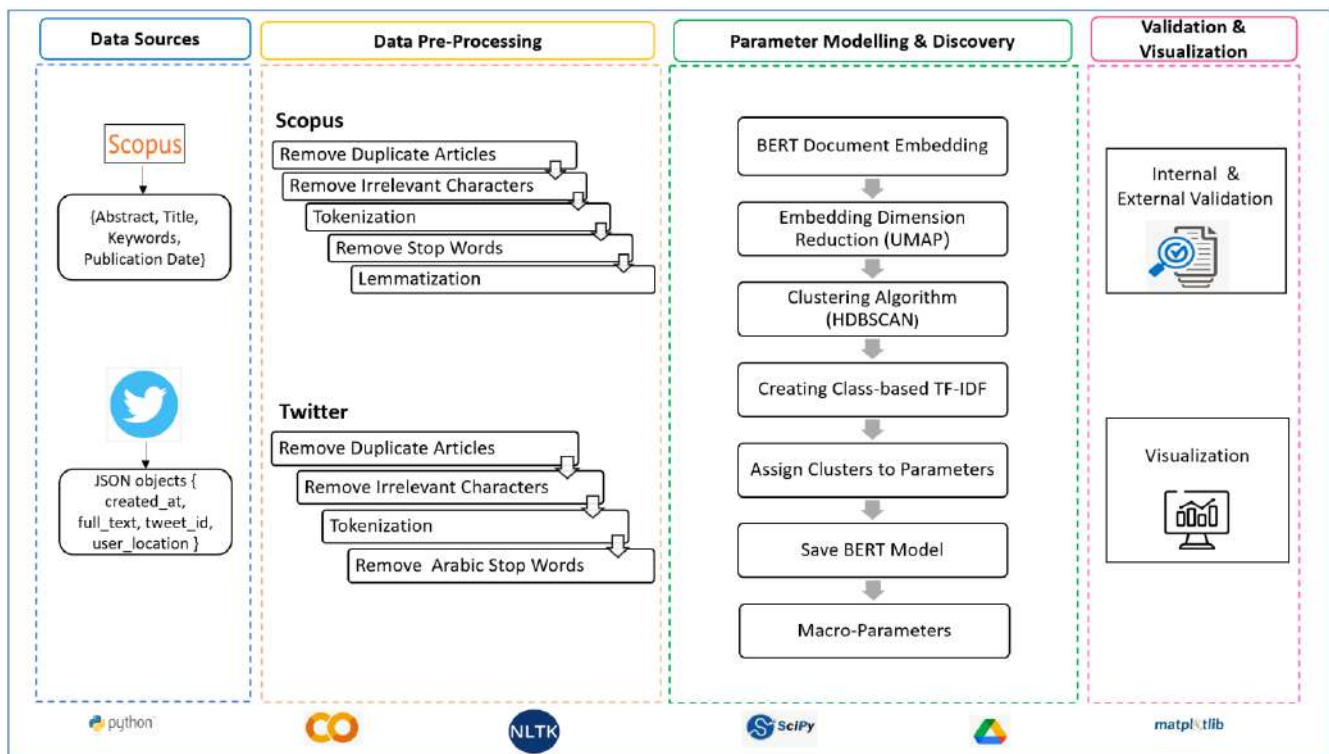 Data Sources
Data Pre-Processing
Parameter Modelling & Discovery
Validation &
Visualization
Scopus
{Abstract, Title,
Keywords,
Publication Date}
JSON objects {
created_at,
full_text, tweet_id,
user_location }
Scopus
Remove Duplicate Articles
Remove Irrelevant Characters
Tokenization
Remove Stop Words
Lemmatization
Twitter
Remove Duplicate Articles
Remove Irrelevant Characters
Tokenization
Remove Arabic Stop Words
BERT Document Embedding
Embedding Dimension
Reduction (UMAP)
Clustering Algorithm
(HDBSCAN)
Creating Class-based TF-IDF
Assign Clusters to Parameters
Save BERT Model
Macro-Parameters
Internal &
External Validation
Visualization
python
CO
NLTK
SciPy
matplotlib